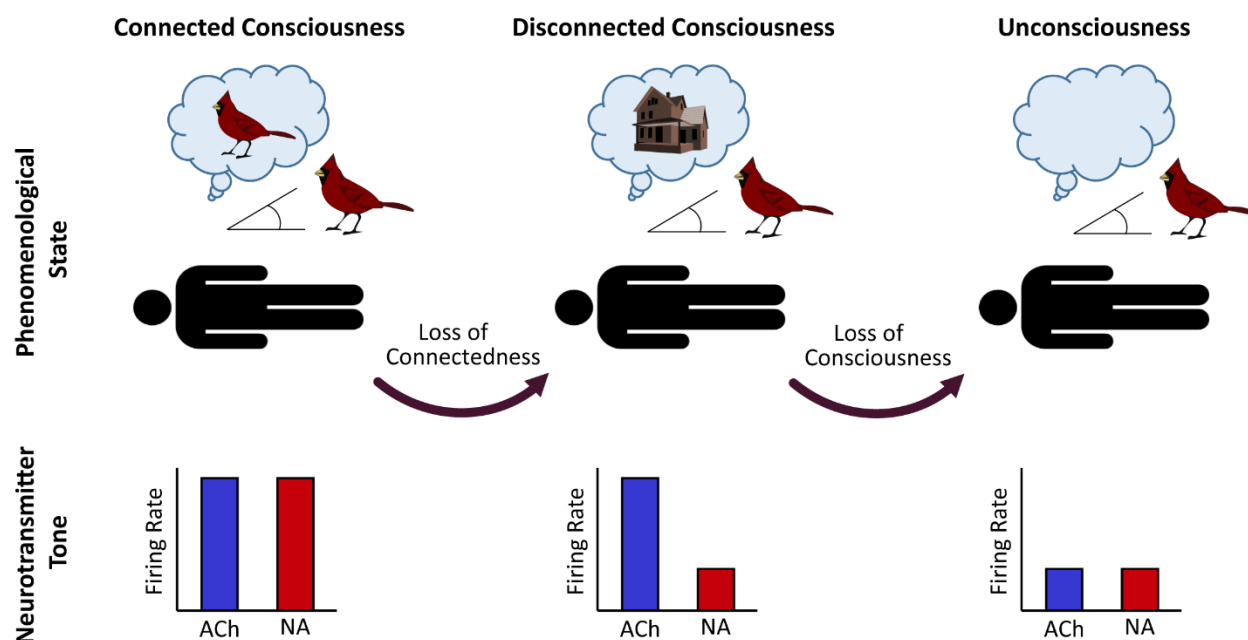 Connected Consciousness
Disconnected Consciousness
Unconsciousness
Phenomenological
State
Loss of
Connectedness
Loss of
Consciousness
Neurotransmitter
Tone
Firing Rate
ACh
NA
Firing Rate
ACh
NA
Firing Rate
ACh
NA